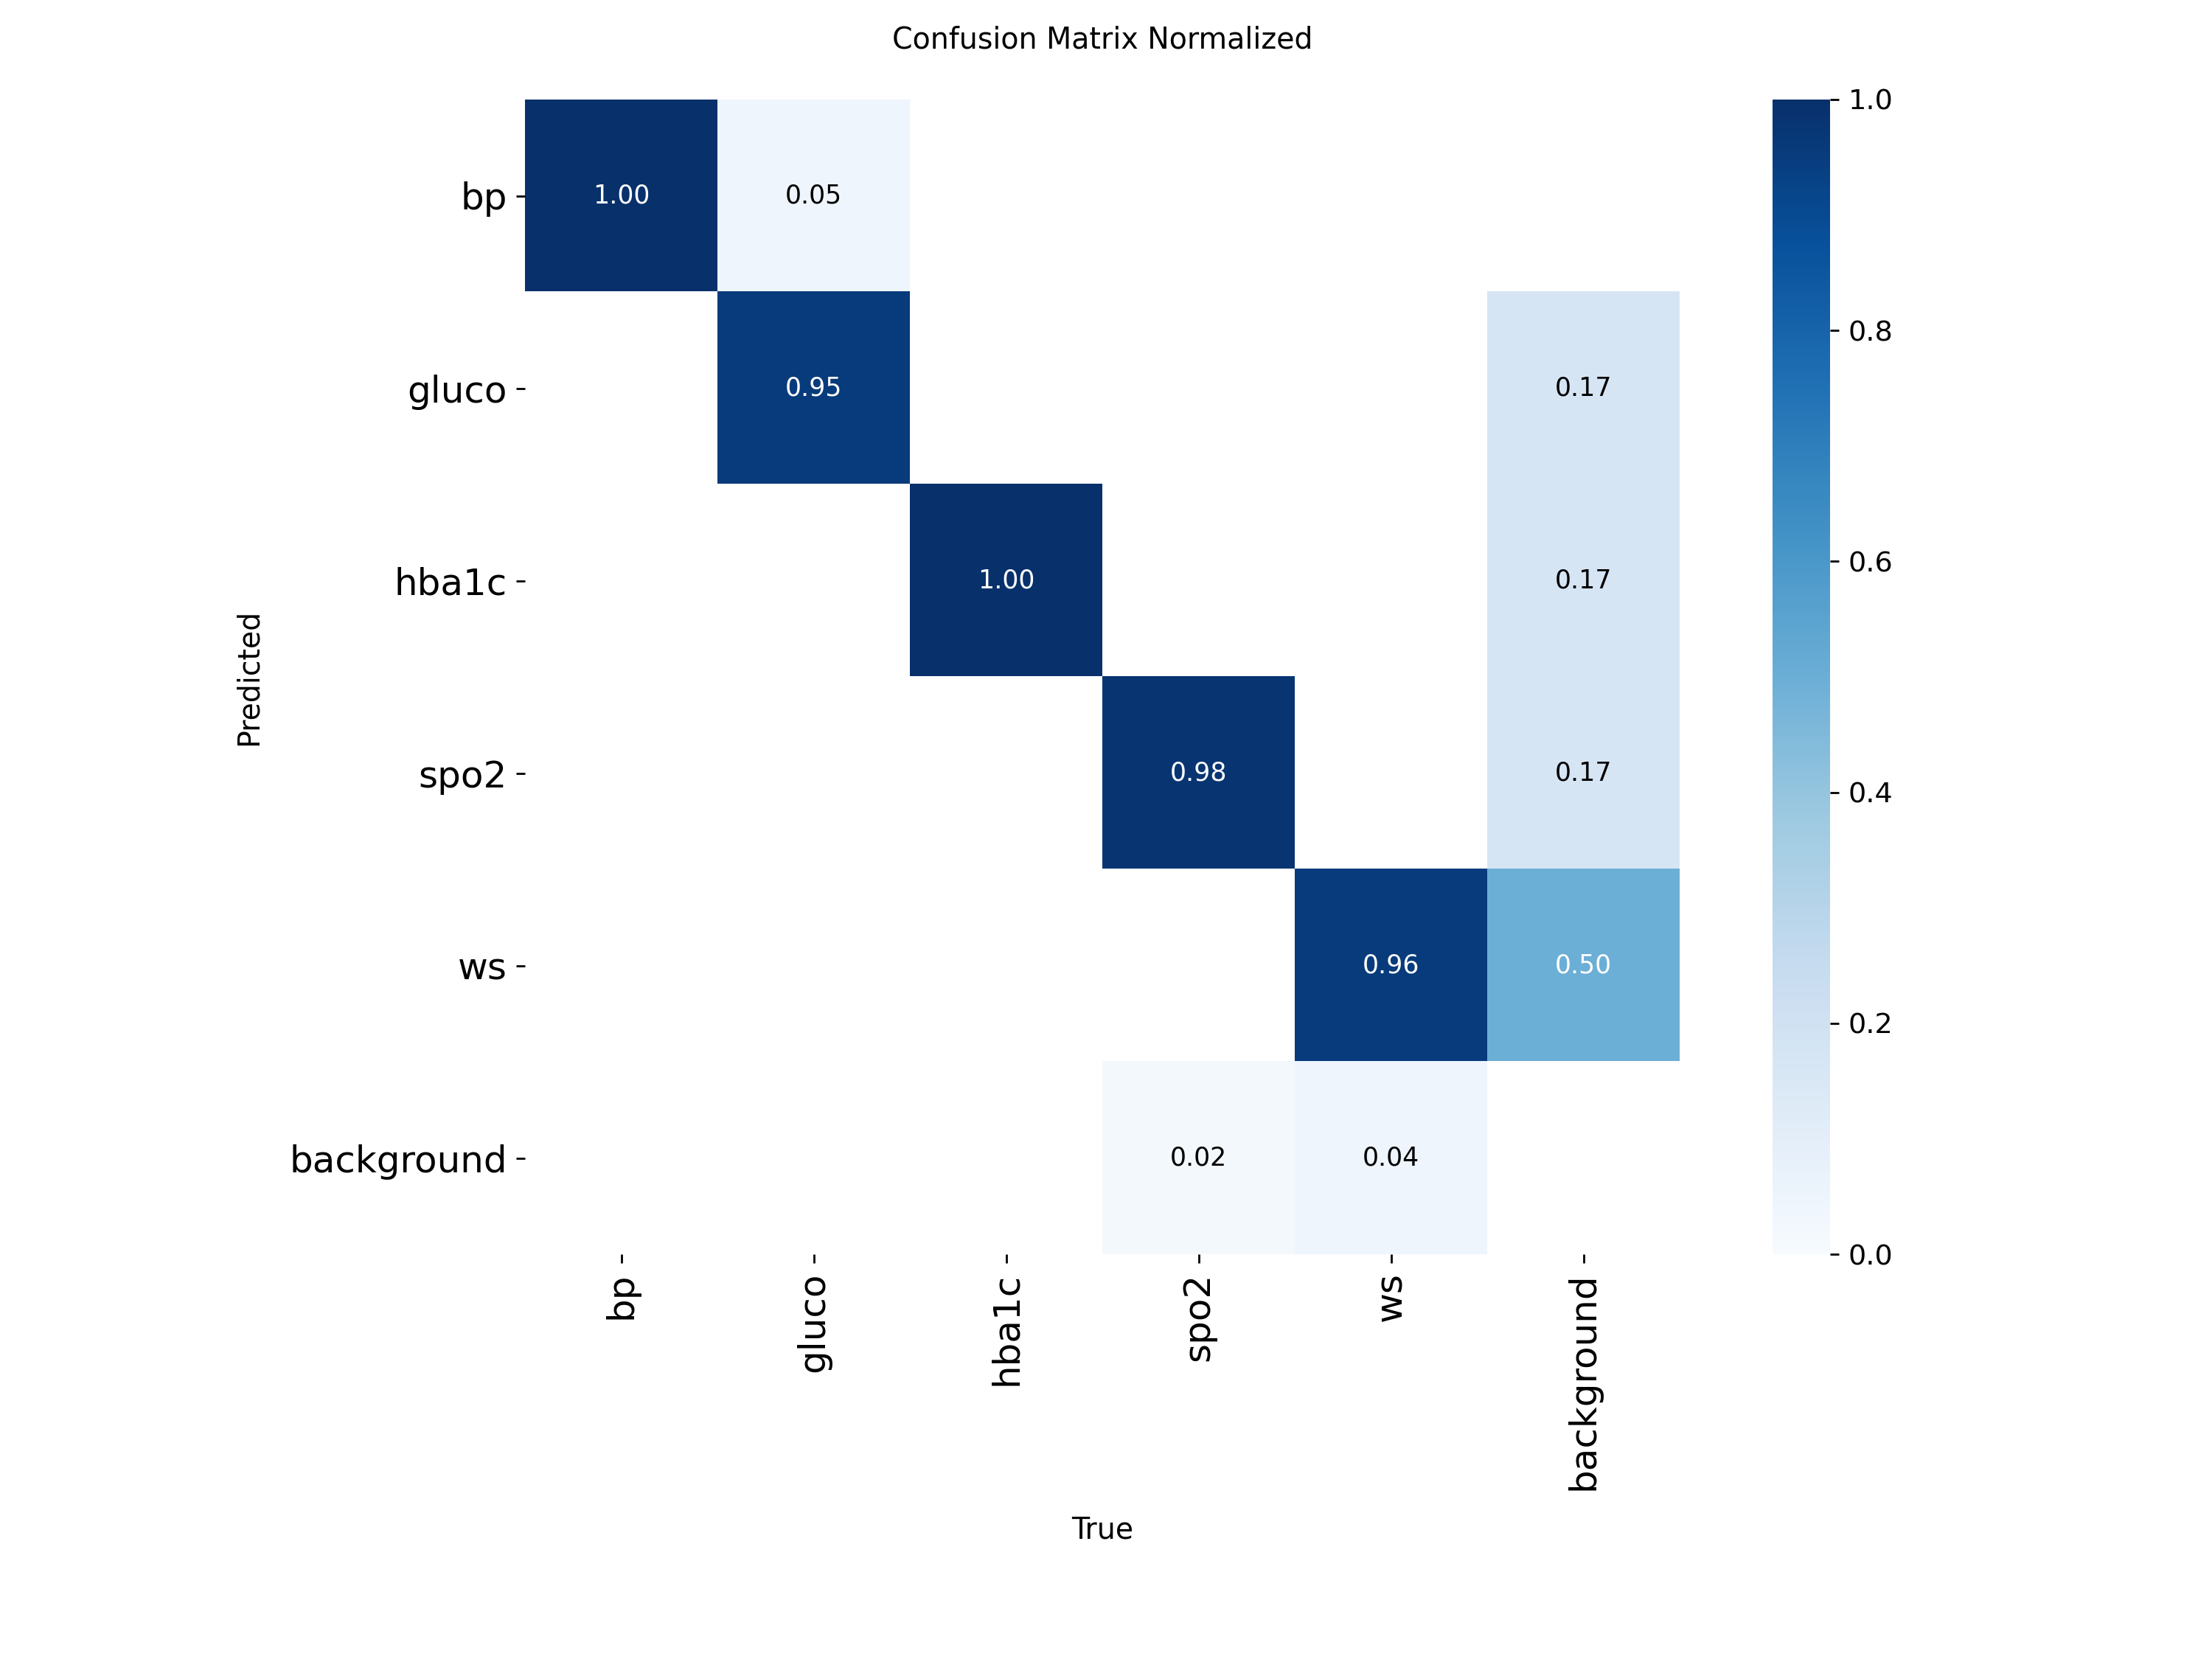 Confusion Matrix Normalized
bp
1.00
0.05
gluco
0.95
0.17
hba1c
1.00
0.17
spo2
0.98
0.17
ws
0.96
0.50
background
0.02
0.04
bp
gluco
hba1c
spo2
ws
background
Predicted
True
1.0
0.8
0.6
0.4
0.2
0.0